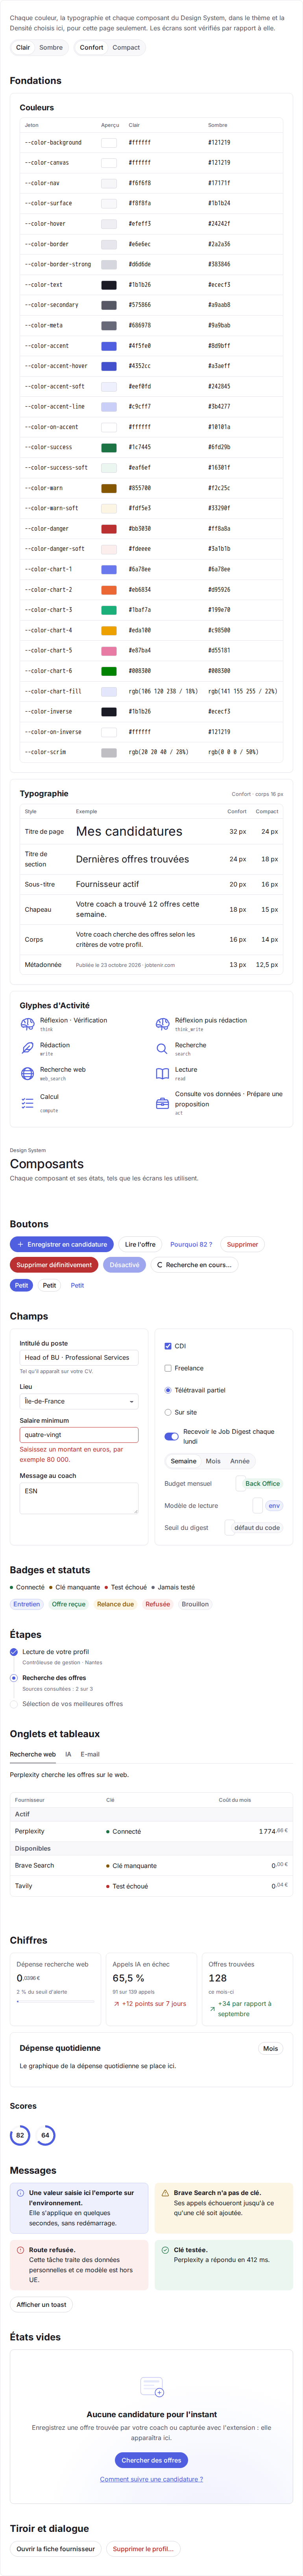 Chaque couleur, la typographie et chaque composant du Design System, dans le thème et la
Densité choisis ici, pour cette page seulement. Les écrans sont vérifiés par rapport à elle.
Clair Sombre Confort Compact
Fondations
Couleurs
Jeton Aperçu Clair Sombre
--color-background #ffffff #121219
--color-canvas #ffffff #121219
--color-nav #f6f6f8 #17171f
--color-surface #f8f8fa #1b1b24
--color-hover #efeff3 #24242f
--color-border #e6e6ec #2a2a36
--color-border-strong #d6d6de #383846
--color-text #1b1b26 #ececf3
--color-secondary #575866 #a9aab8
--color-meta #686978 #9a9bab
--color-accent #4f5fe0 #8d9bff
--color-accent-hover #4352cc #a3aeff
--color-accent-soft #eef0fd #242845
--color-accent-line #c9cff7 #3b4277
--color-on-accent #ffffff #10101a
--color-success #1c7445 #6fd29b
--color-success-soft #eaf6ef #16301f
--color-warn #855700 #f2c25c
--color-warn-soft #fdf5e3 #33290f
--color-danger #bb3030 #ff8a8a
--color-danger-soft #fdeeee #3a1b1b
--color-chart-1 #6a78ee #6a78ee
--color-chart-2 #eb6834 #d95926
--color-chart-3 #1baf7a #199e70
--color-chart-4 #eda100 #c98500
--color-chart-5 #e87ba4 #d55181
--color-chart-6 #008300 #008300
--color-chart-fill rgb(106 120 238 / 18%) rgb(141 155 255 / 22%)
--color-inverse #1b1b26 #ececf3
--color-on-inverse #ffffff #121219
--color-scrim rgb(20 20 40 / 28%) rgb(0 0 0 / 50%)
Typographie Confort · corps 16 px
Style Exemple Confort Compact
Titre de page Mes candidatures 32 px 24 px
Titre de
section Dernières offres trouvées 24 px 18 px
Sous-titre Fournisseur actif 20 px 16 px
Chapeau Votre coach a trouvé 12 offres cette
semaine. 18 px 15 px
Corps Votre coach cherche des offres selon les
critères de votre profil. 16 px 14 px
Métadonnée Publiée le 23 octobre 2026 · jobtenir.com 13 px 12,5 px
Glyphes d'Activité
Réflexion · Vérification
think
Réflexion puis rédaction
think_write
Rédaction
write
Recherche
search
Recherche web
web_search
Lecture
read
Calcul
compute
Consulte vos données · Prépare une
proposition
act
Design System
Composants
Chaque composant et ses états, tels que les écrans les utilisent.
Boutons
Enregistrer en candidature Lire l'offre Pourquoi 82 ? Supprimer
Supprimer définitivement Désactivé Recherche en cours…
Petit Petit Petit
Champs
Intitulé du poste
Head of BU · Professional Services
Tel qu'il apparaît sur votre CV.
Lieu
Île-de-France
Salaire minimum
quatre-vingt
Saisissez un montant en euros, par
exemple 80 000.
Message au coach
ESN
CDI
Freelance
Télétravail partiel
Sur site
Recevoir le Job Digest chaque
lundi
Semaine Mois Année
Budget mensuel Back Office
Modèle de lecture env
Seuil du digest défaut du code
Badges et statuts
Connecté Clé manquante Test échoué Jamais testé
Entretien Offre reçue Relance due Refusée Brouillon
Étapes
Lecture de votre profil
Contrôleuse de gestion · Nantes
Recherche des offres
Sources consultées : 2 sur 3
Sélection de vos meilleures offres
Onglets et tableaux
Recherche web IA E-mail
Perplexity cherche les offres sur le web.
Fournisseur Clé Coût du mois
Actif
Perplexity Connecté 1 774,68 €
Disponibles
Brave Search Clé manquante 0,00 €
Tavily Test échoué 0,04 €
Chiffres
Dépense recherche web
0,0398 €
2 % du seuil d'alerte
Appels IA en échec
65,5 %
91 sur 139 appels
+12 points sur 7 jours
Offres trouvées
128
ce mois-ci
+34 par rapport à
septembre
Dépense quotidienne Mois
Le graphique de la dépense quotidienne se place ici.
Scores
82 64
Messages
Une valeur saisie ici l'emporte sur
l'environnement.
Elle s'applique en quelques
secondes, sans redémarrage.
Brave Search n'a pas de clé.
Ses appels échoueront jusqu'à ce
qu'une clé soit ajoutée.
Route refusée.
Cette tâche traite des données
personnelles et ce modèle est hors
UE.
Clé testée.
Perplexity a répondu en 412 ms.
Afficher un toast
États vides
Aucune candidature pour l'instant
Enregistrez une offre trouvée par votre coach ou capturée avec l'extension : elle
apparaîtra ici.
Chercher des offres
Comment suivre une candidature ?
Tiroir et dialogue
Ouvrir la fiche fournisseur Supprimer le profil…